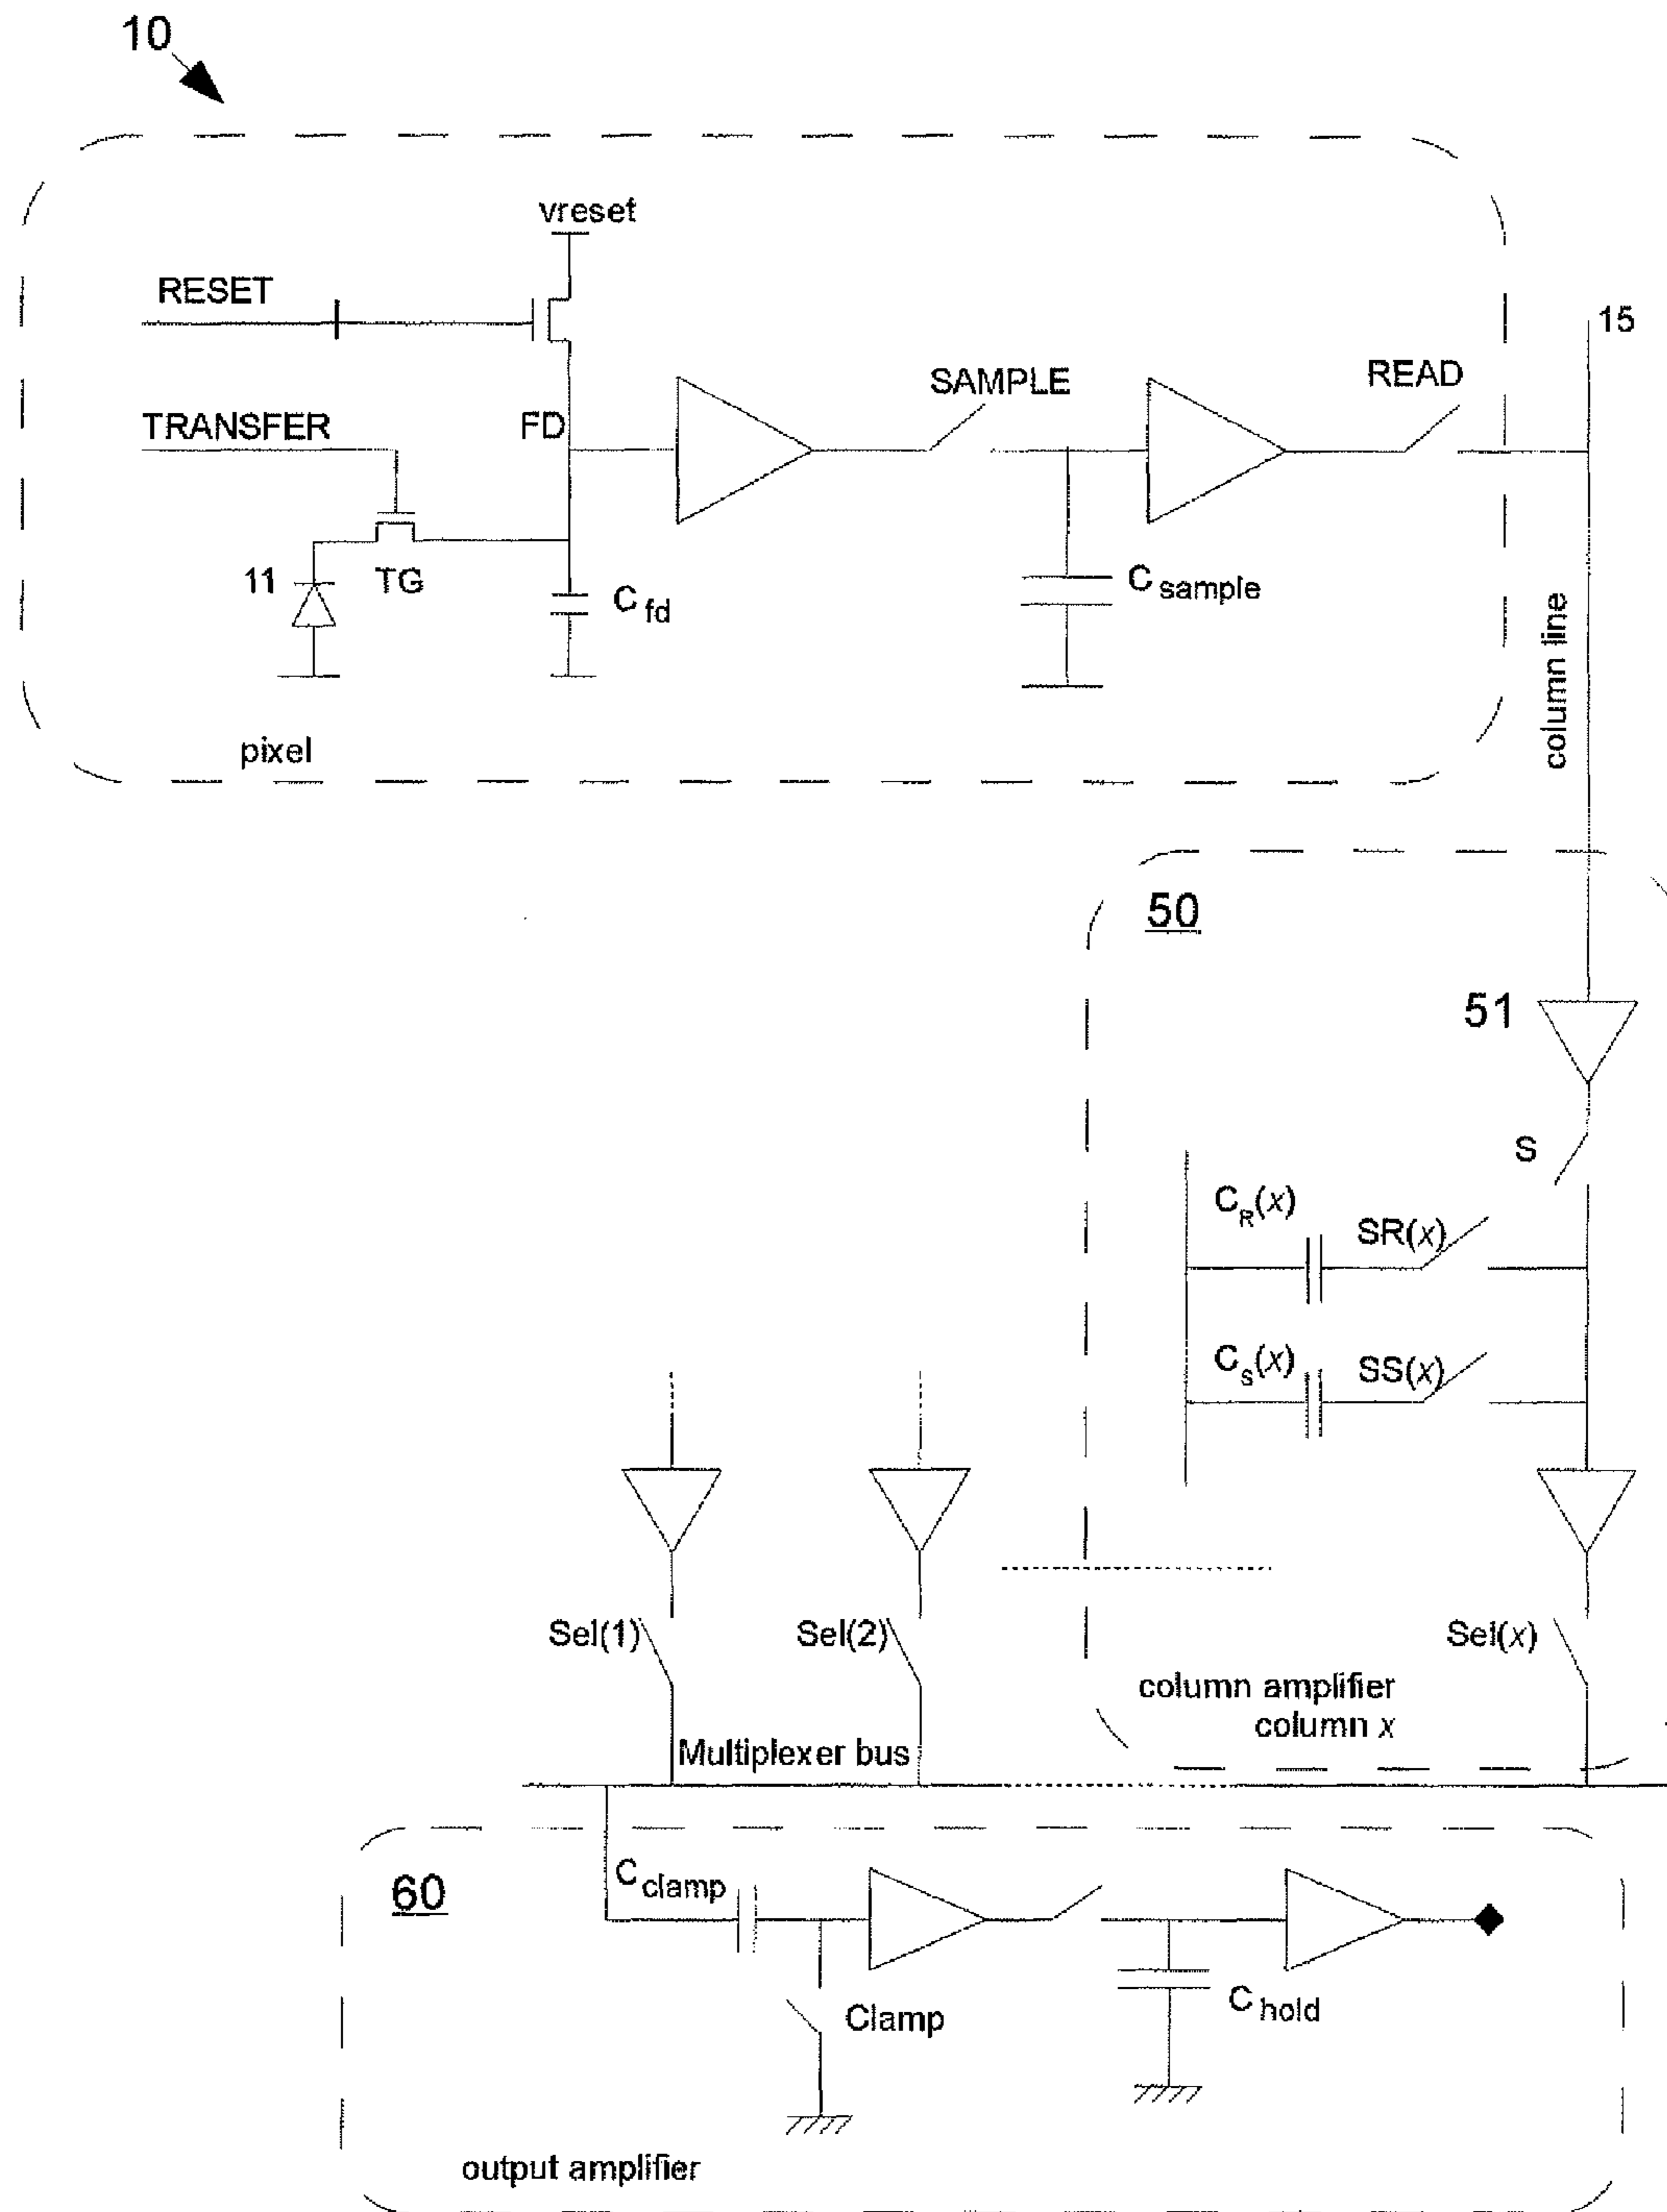 10
vreset
RESET
15
SAMPLE
READ
TRANSFER
FD
11
TG
C fd
C sample
column line
pixel
50
51
S
C_R(x)
SR(x)
C_S(x)
SS(x)
Sel(1)
Sel(2)
Sel(x)
column amplifier
column x
Multiplexer bus
60
C clamp
Clamp
C hold
output amplifier